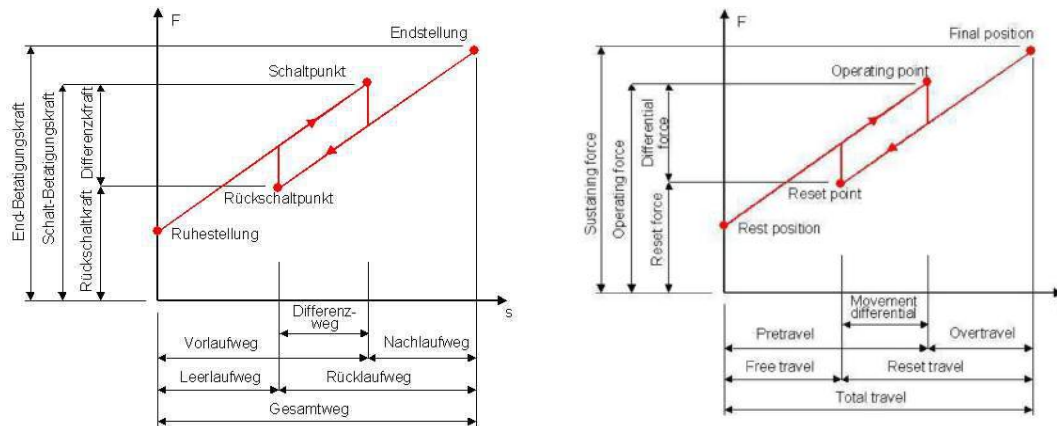 F
Endstellung
Schaltpunkt
End-Betätigungskraft
Schalt-Betätigungskraft
Differenzkfraft
Rückschaltkraft
Rückschaltpunkt
Ruhestellung
s
Differenz-
weg
Vorlaufweg
Nachlaufweg
Leerlaufweg
Rücklaufweg
Gesamtweg
F
Final position
Operating point
Sustaining force
Operating force
Differential
force
Reset force
Reset point
Rest position
Movement
differential
Pretravel
Overtravel
Free travel
Reset travel
Total travel